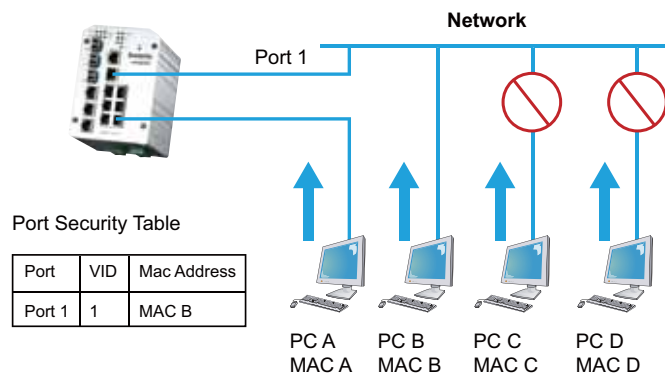 Network
Port 1
Port Security Table
Port VID Mac Address
Port 1 1 MAC B
PC A PC B PC C PC D
MAC A MAC B MAC C MAC D